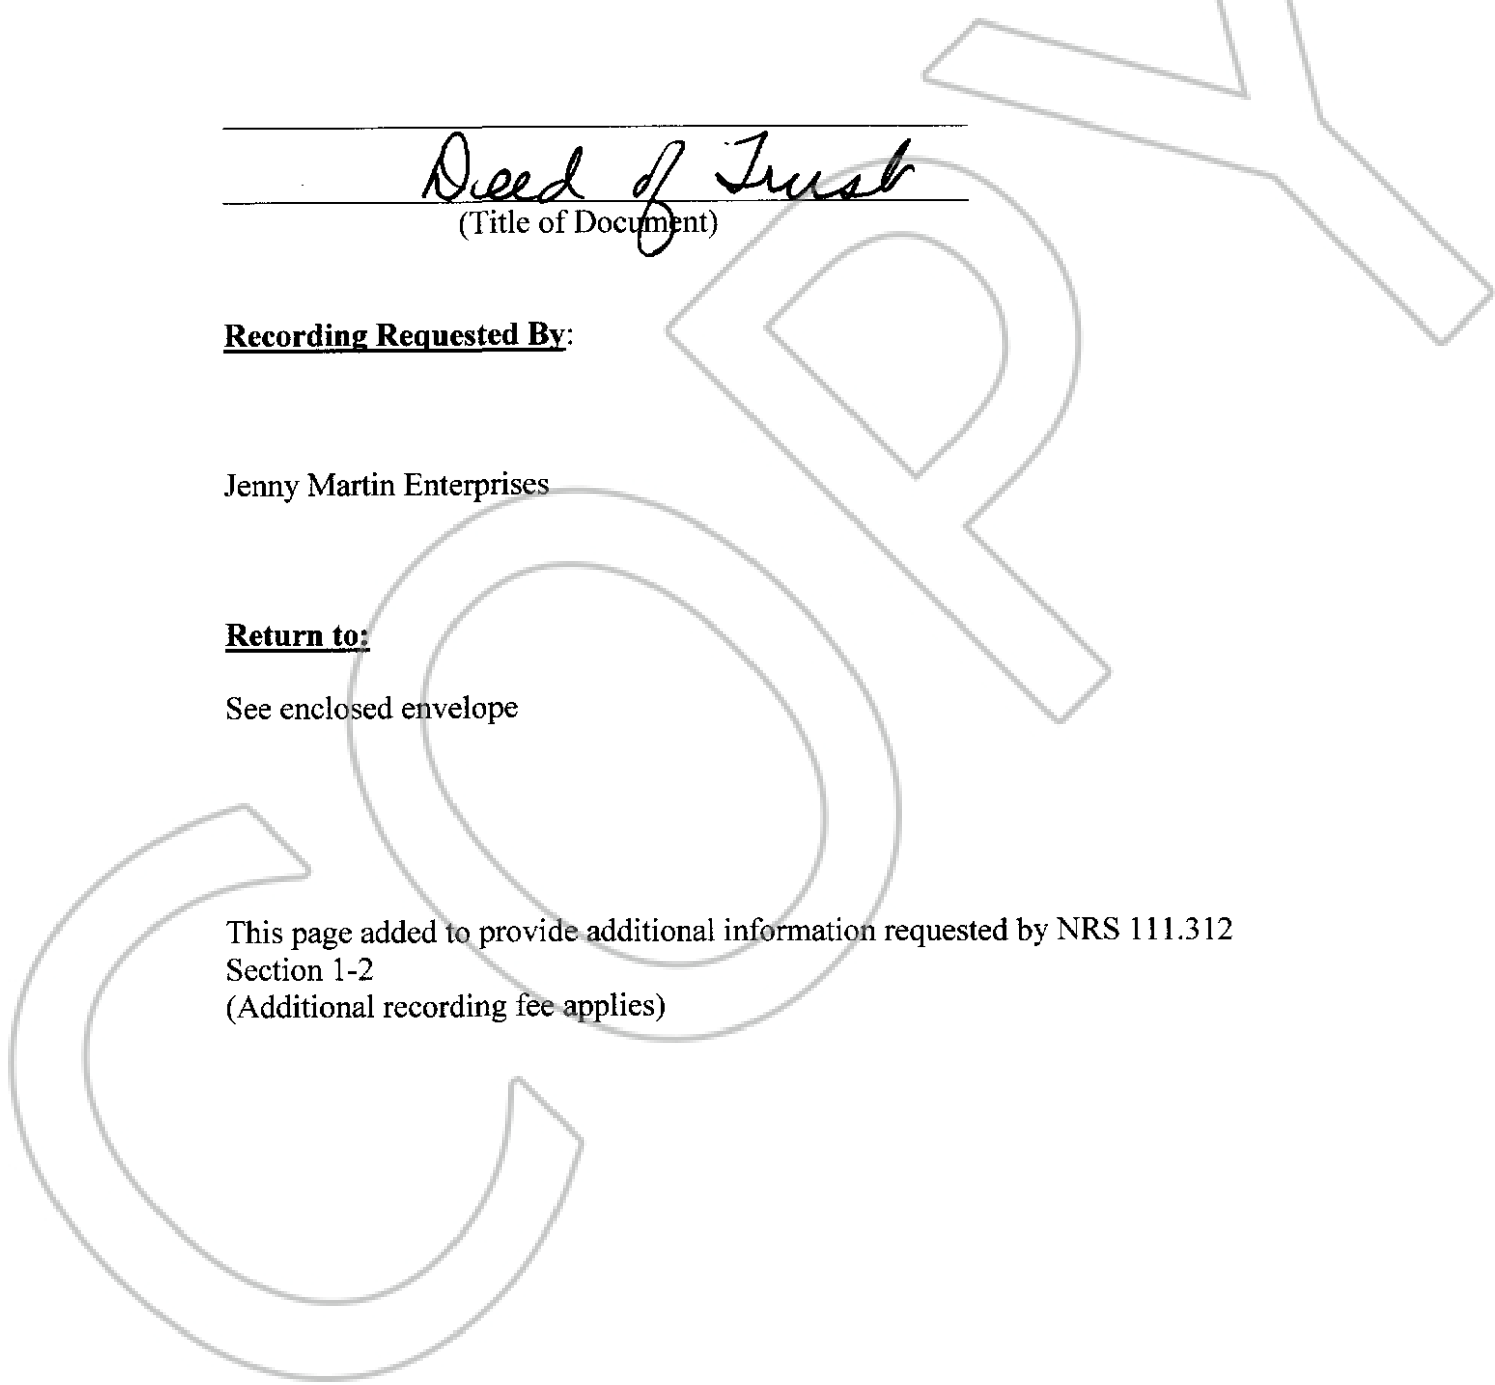 Deed of Trust
(Title of Document)
Recording Requested By:
Jenny Martin Enterprises
Return to:
See enclosed envelope
This page added to provide additional information requested by NRS 111.312
Section 1-2
(Additional recording fee applies)
COPY